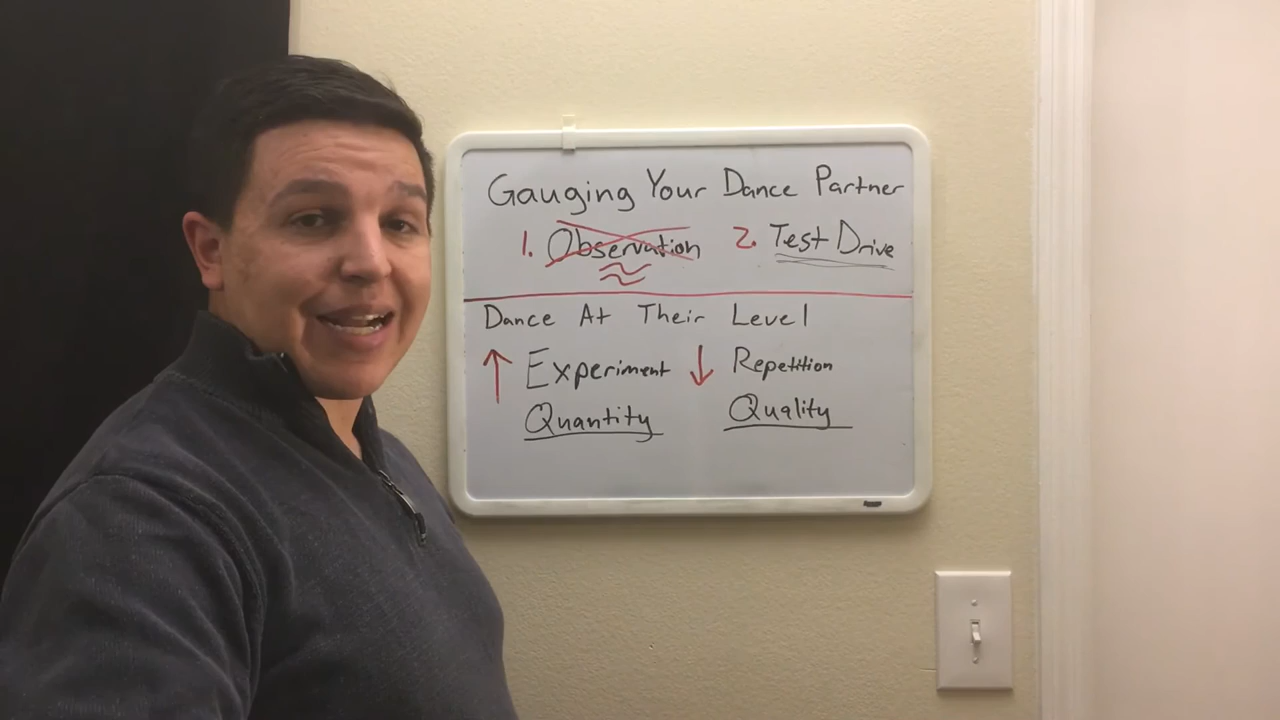 Gauging Your Dance Partner
1. Observation 2. Test Drive
Dance At Their Level
↑ Experiment ↓ Repetition
Quantity Quality